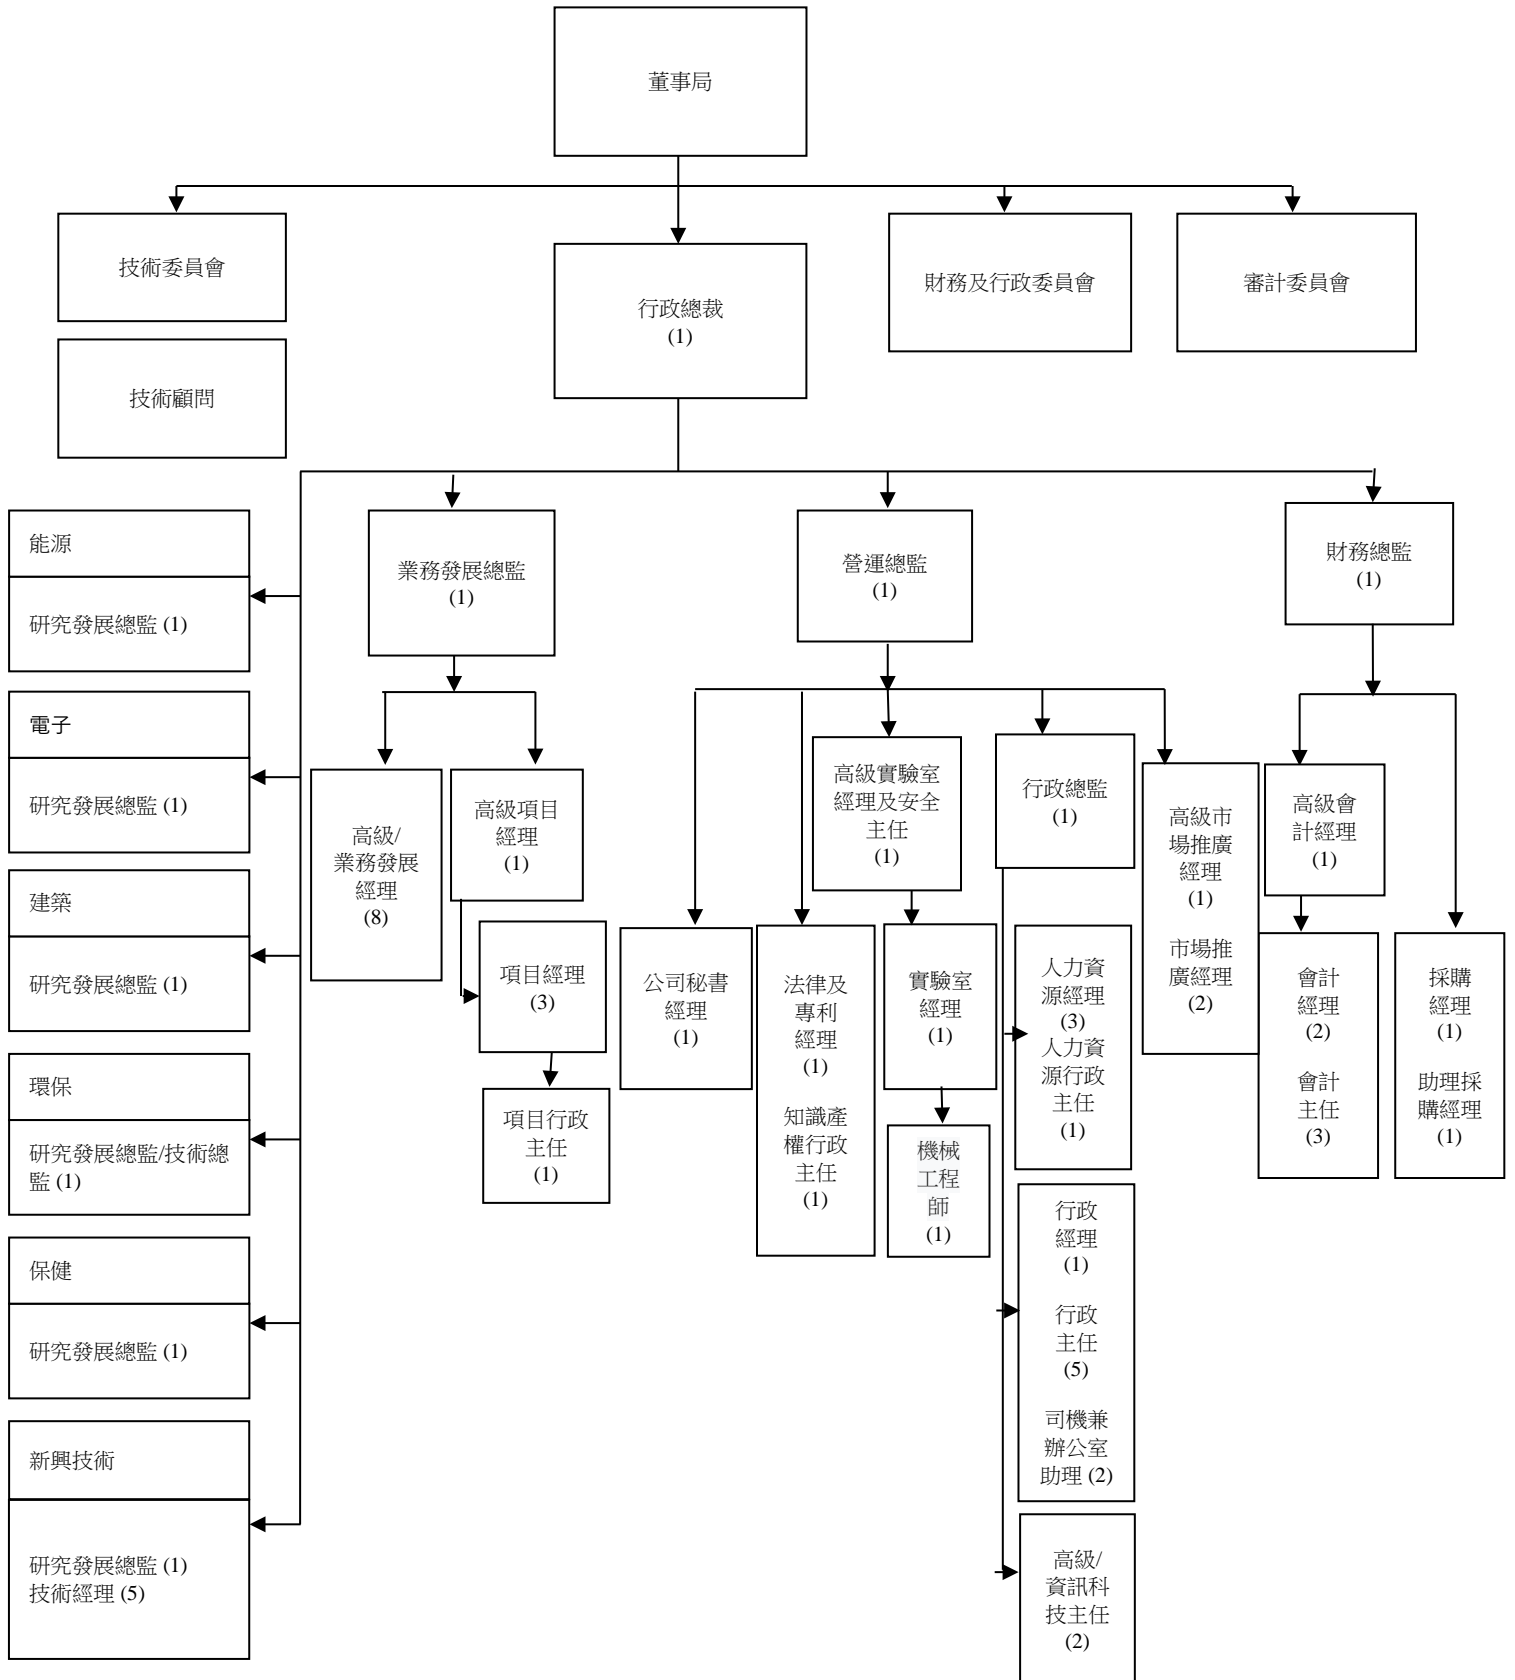 董事局
技術委員會
行政總裁
(1)
財務及行政委員會
審計委員會
技術顧問
能源
研究發展總監 (1)
電子
研究發展總監 (1)
建築
研究發展總監 (1)
環保
研究發展總監/技術總
監 (1)
保健
研究發展總監 (1)
新興技術
研究發展總監 (1)
技術經理 (5)
業務發展總監
(1)
高級/
業務發展
經理
(8)
高級項目
經理
(1)
項目經理
(3)
項目行政
主任
(1)
營運總監
(1)
公司秘書
經理
(1)
法律及
專利
經理
(1)
知識產
權行政
主任
(1)
高級實驗室
經理及安全
主任
(1)
實驗室
經理
(1)
機械
工程
師
(1)
行政總監
(1)
人力資
源經理
(3)
人力資
源行政
主任
(1)
行政
經理
(1)
行政
主任
(5)
司機兼
辦公室
助理 (2)
高級/
資訊科
技主任
(2)
高級市
場推廣
經理
(1)
市場推
廣經理
(2)
財務總監
(1)
高級會
計經理
(1)
會計
經理
(2)
會計
主任
(3)
採購
經理
(1)
助理採
購經理
(1)